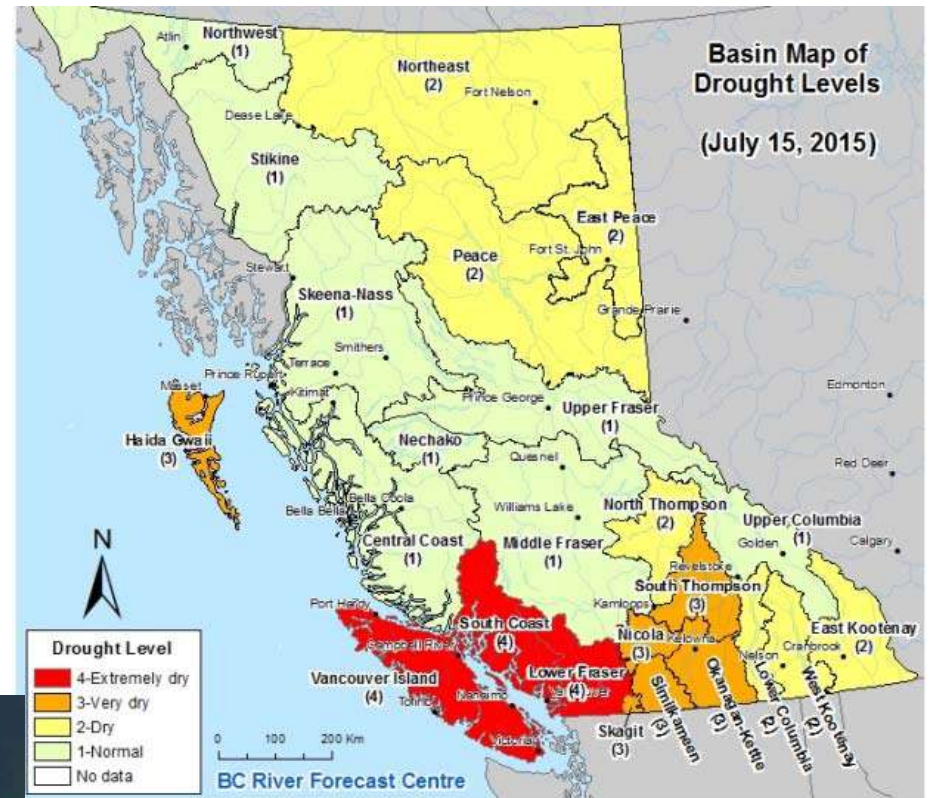 Basin Map of
Drought Levels
(July 15, 2015)
Atlin
Northwest
(1)
Northeast
(2)
Fort Nelson
Dease Lake
Stikine
(1)
East Peace
(2)
Fort St. John
Peace
(2)
Stewart
Skeena-Nass
(1)
Grande Prairie
Smithers
Terrace
Prince Rupert
Masset
Kitimat
Prince George
Upper Fraser
(1)
Edmonton
Haida Gwaii
(3)
Nechako
(1)
Quesnel
Red Deer
Bella Coola
Bella Bella
Williams Lake
North Thompson
(2)
Upper Columbia
(1)
Golden
Calgary
N
Central Coast
(1)
Middle Fraser
(1)
Revelstoke
South Thompson
(3)
Port Hardy
Kamloops
South Coast
(4)
Campbell River
Nicola
(3)
Kelowna
East Kootenay
(2)
Cranbrook
Nelson
Vancouver Island
(4)
Lower Fraser
(4)
Nanaimo
Tofino
Victoria
Skagit
(3)
Similkameen
(3)
Okanagan-Kettle
(3)
Lower Columbia
(2)
West Kootenay
(2)
Drought Level
4-Extremely dry
3-Very dry
2-Dry
1-Normal
No data
0 100 200 Km
BC River Forecast Centre